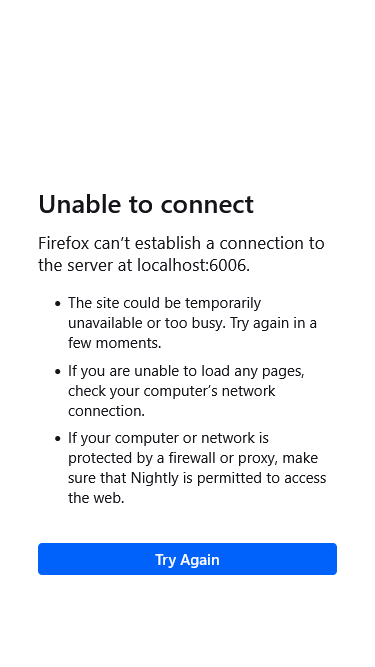 Unable to connect
Firefox can’t establish a connection to
the server at localhost:6006.
• The site could be temporarily
unavailable or too busy. Try again in a
few moments.
• If you are unable to load any pages,
check your computer’s network
connection.
• If your computer or network is
protected by a firewall or proxy, make
sure that Nightly is permitted to access
the web.
Try Again